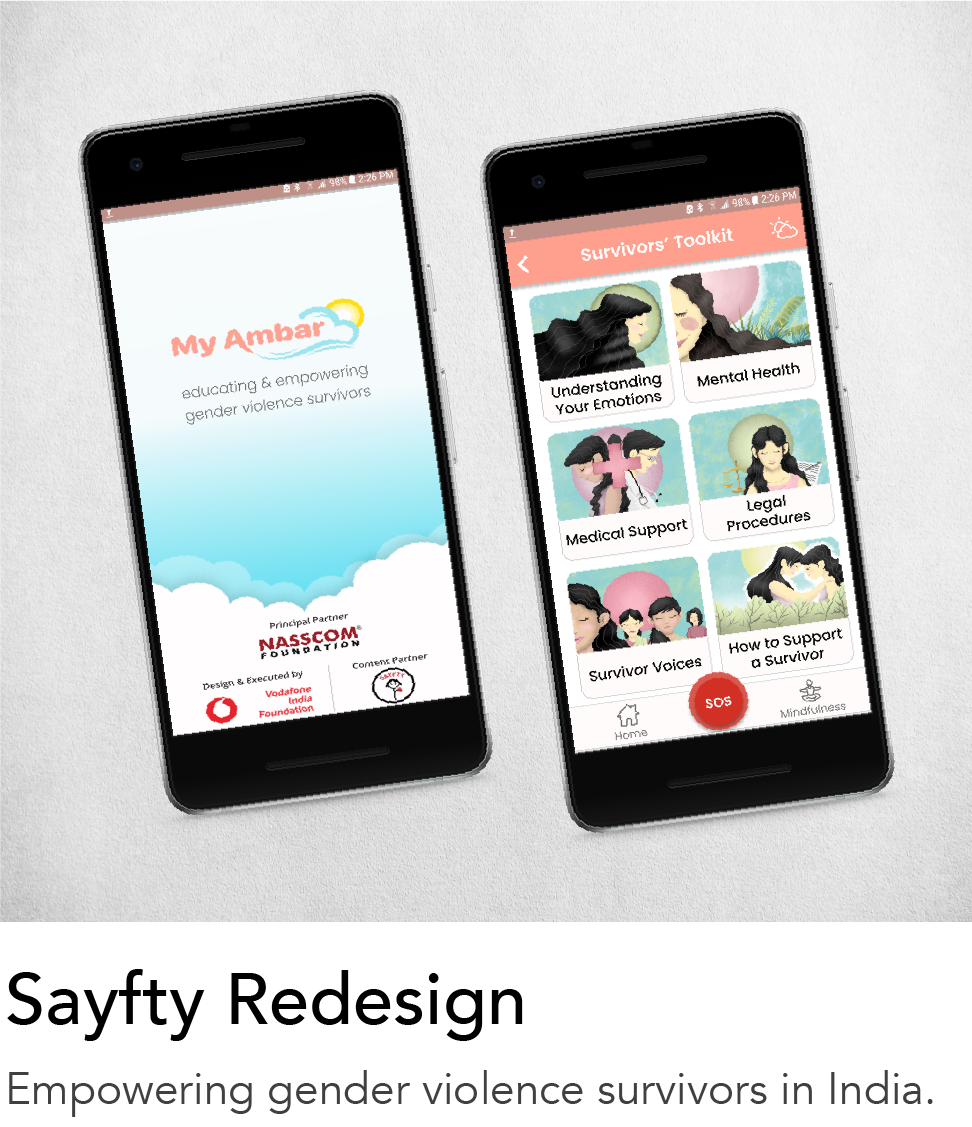 98% 2:26 PM
My Ambar
educating & empowering
gender violence survivors
Principal Partner
NASSCOM®
FOUNDATION
Design & Executed by
Vodafone
India
Foundation
Content Partner
SAYFTY
98% 2:26 PM
Survivors' Toolkit
Understanding
Your Emotions
Mental Health
Medical Support
Legal
Procedures
Survivor Voices
How to Support
a Survivor
Home
SOS
Mindfulness
Sayfty Redesign
Empowering gender violence survivors in India.